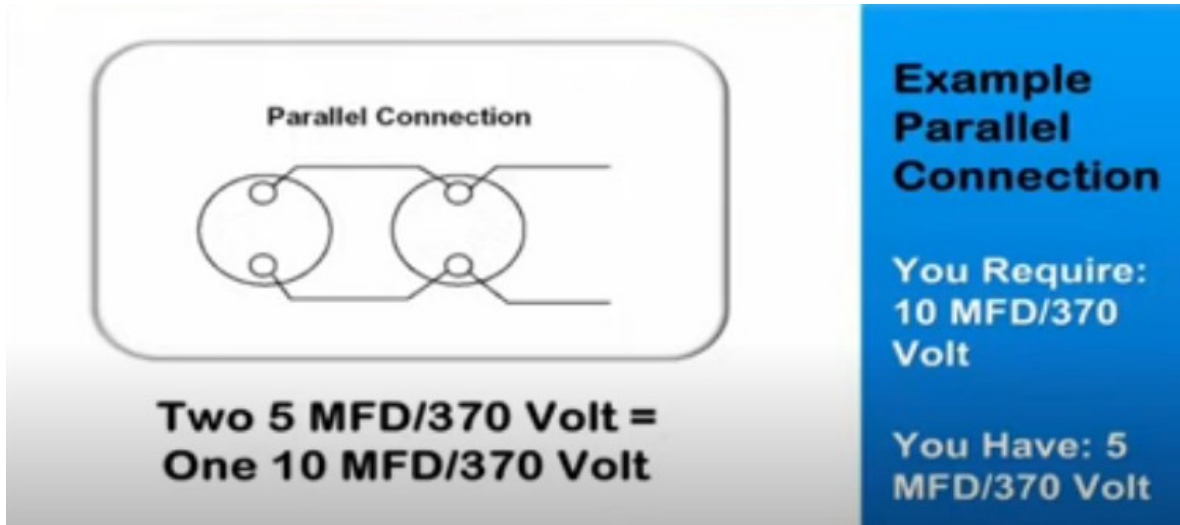 Parallel Connection
Two 5 MFD/370 Volt =
One 10 MFD/370 Volt
Example
Parallel
Connection
You Require:
10 MFD/370
Volt
You Have: 5
MFD/370 Volt